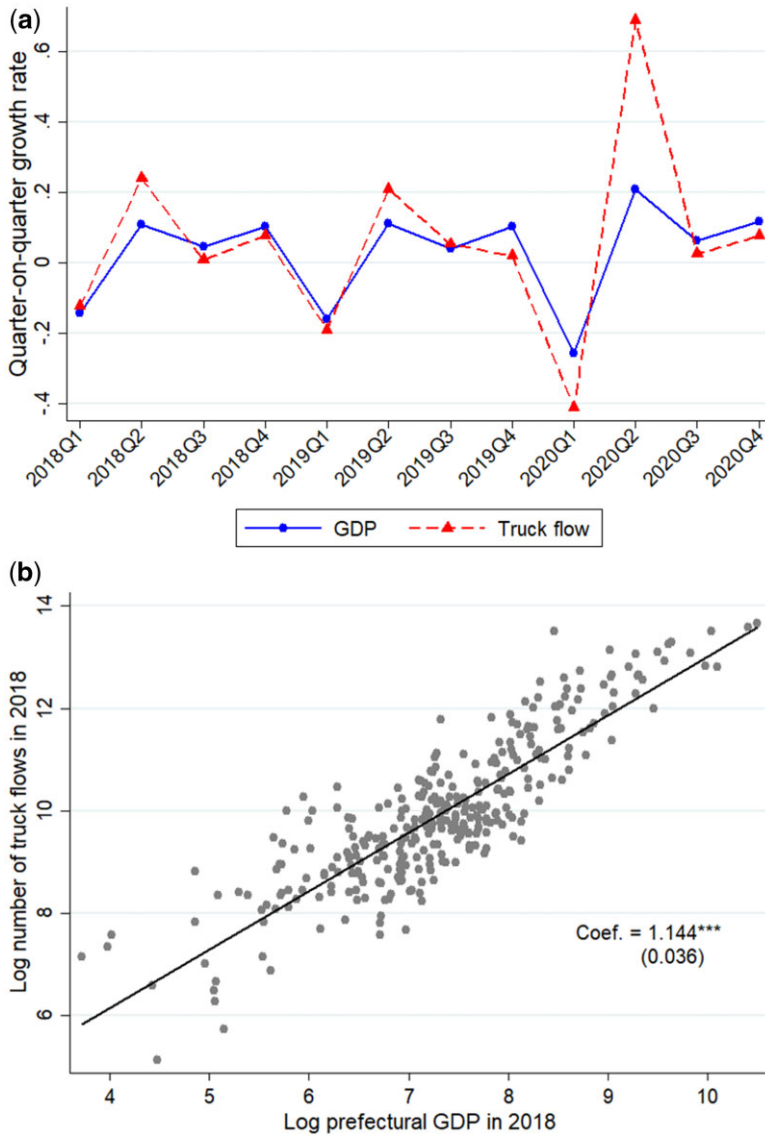 (a)
Quarter-on-quarter growth rate
.6
.4
.2
0
-.2
-.4
2018Q1
2018Q2
2018Q3
2018Q4
2019Q1
2019Q2
2019Q3
2019Q4
2020Q1
2020Q2
2020Q3
2020Q4
GDP
Truck flow
(b)
Log number of truck flows in 2018
14
12
10
8
6
Coef. = 1.144***
(0.036)
4
5
6
7
8
9
10
Log prefectural GDP in 2018